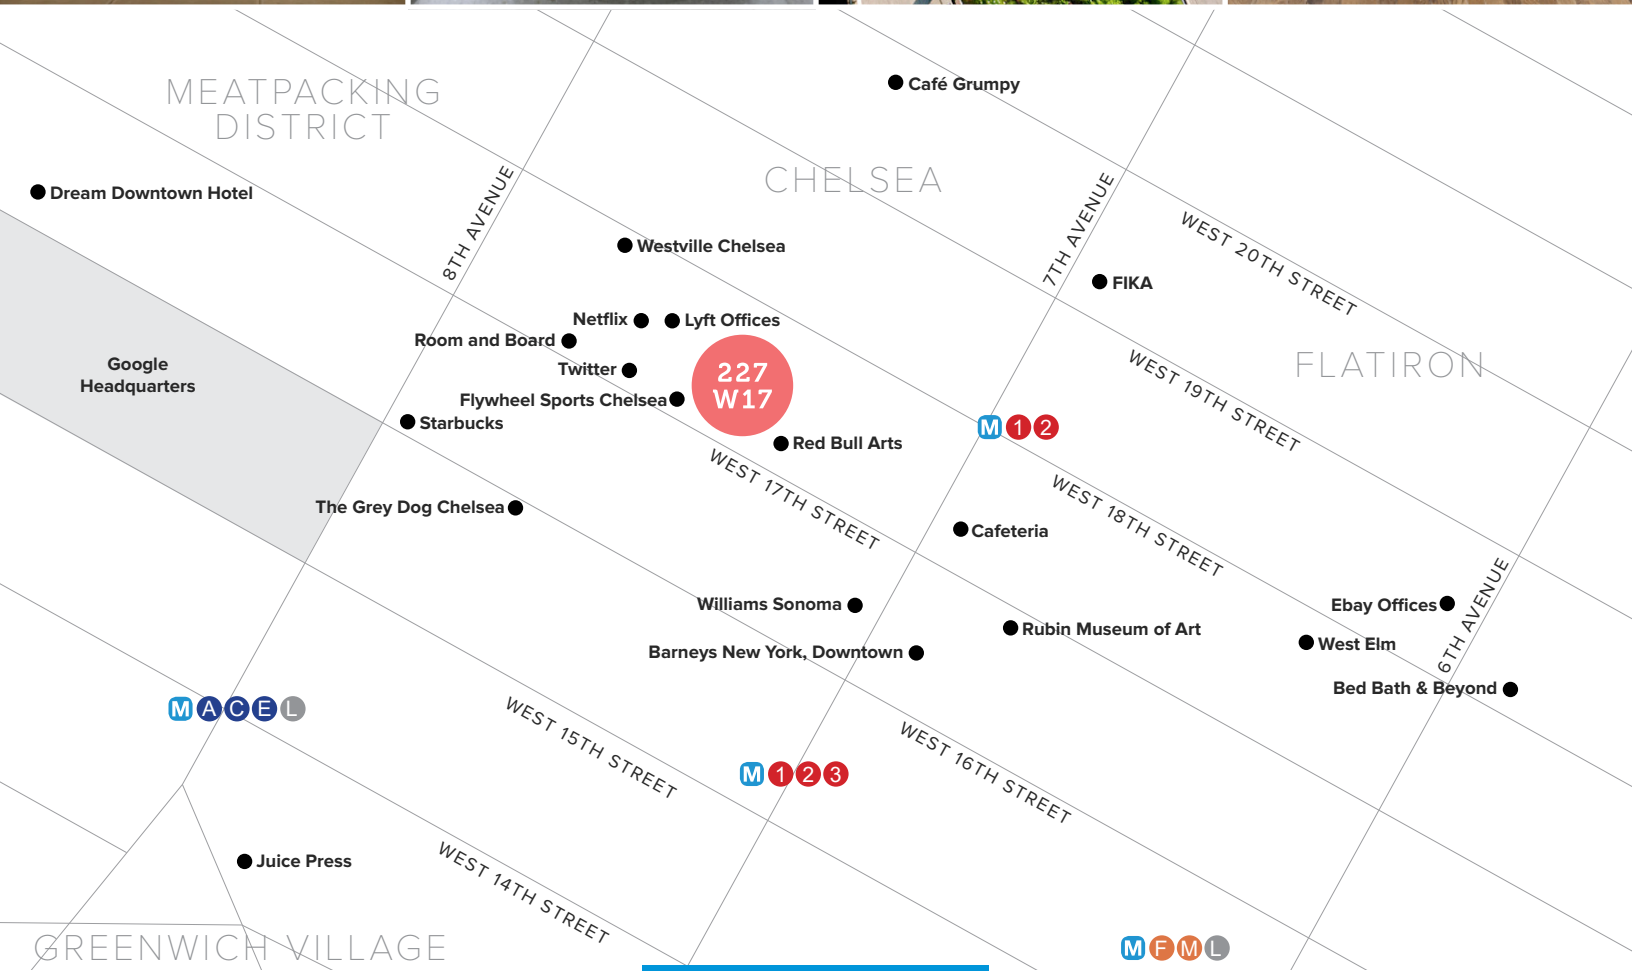 MEATPACKING
DISTRICT
Café Grumpy
CHELSEA
Dream Downtown Hotel
8TH AVENUE
7TH AVENUE
WEST 20TH STREET
Westville Chelsea
FIKA
Netflix
Lyft Offices
Room and Board
Google
Headquarters
Twitter
227
W17
FLATIRON
WEST 19TH STREET
Flywheel Sports Chelsea
Starbucks
Red Bull Arts
M 1 2
WEST 17TH STREET
WEST 18TH STREET
The Grey Dog Chelsea
Cafeteria
Williams Sonoma
Ebay Offices
6TH AVENUE
Rubin Museum of Art
West Elm
Barneys New York, Downtown
Bed Bath & Beyond
M A C E L
WEST 15TH STREET
WEST 16TH STREET
M 1 2 3
Juice Press
WEST 14TH STREET
GREENWICH VILLAGE
M F M L